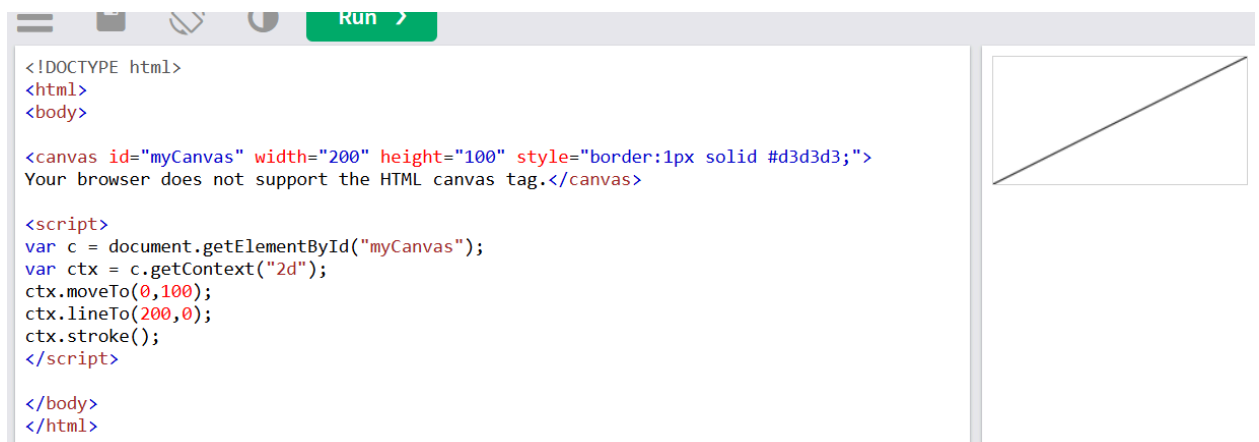 Run >
<!DOCTYPE html>
<html>
<body>
<canvas id="myCanvas" width="200" height="100" style="border:1px solid #d3d3d3;">
Your browser does not support the HTML canvas tag.</canvas>
<script>
var c = document.getElementById("myCanvas");
var ctx = c.getContext("2d");
ctx.moveTo(0,100);
ctx.lineTo(200,0);
ctx.stroke();
</script>
</body>
</html>